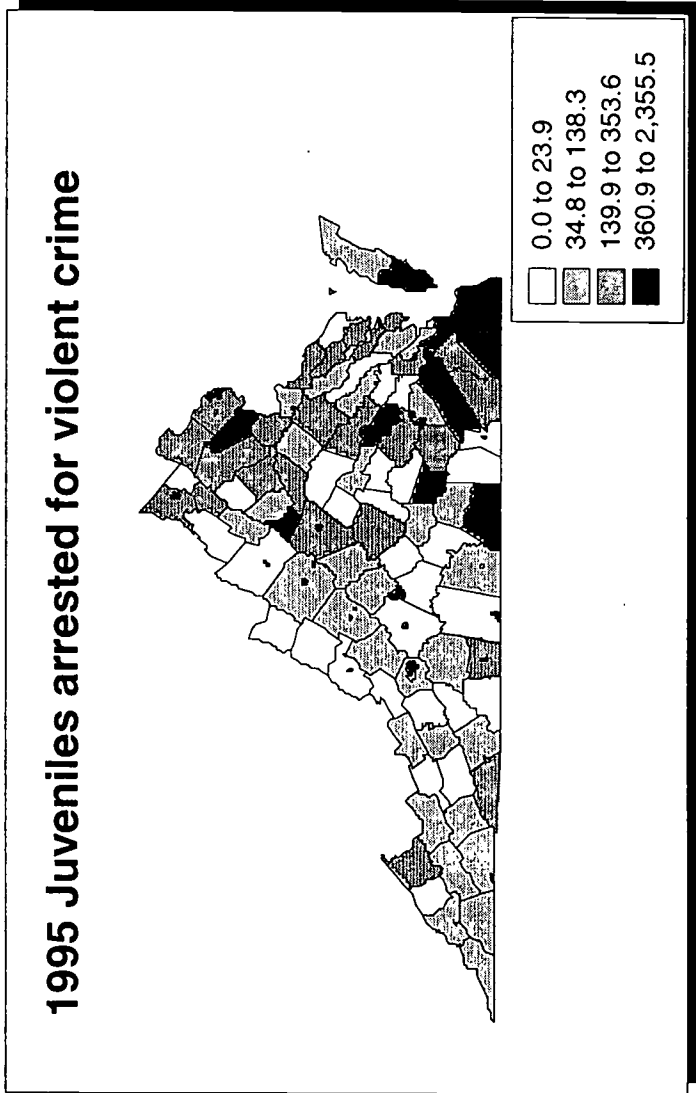 1995 Juveniles arrested for violent crime
0.0 to 23.9
34.8 to 138.3
139.9 to 353.6
360.9 to 2,355.5